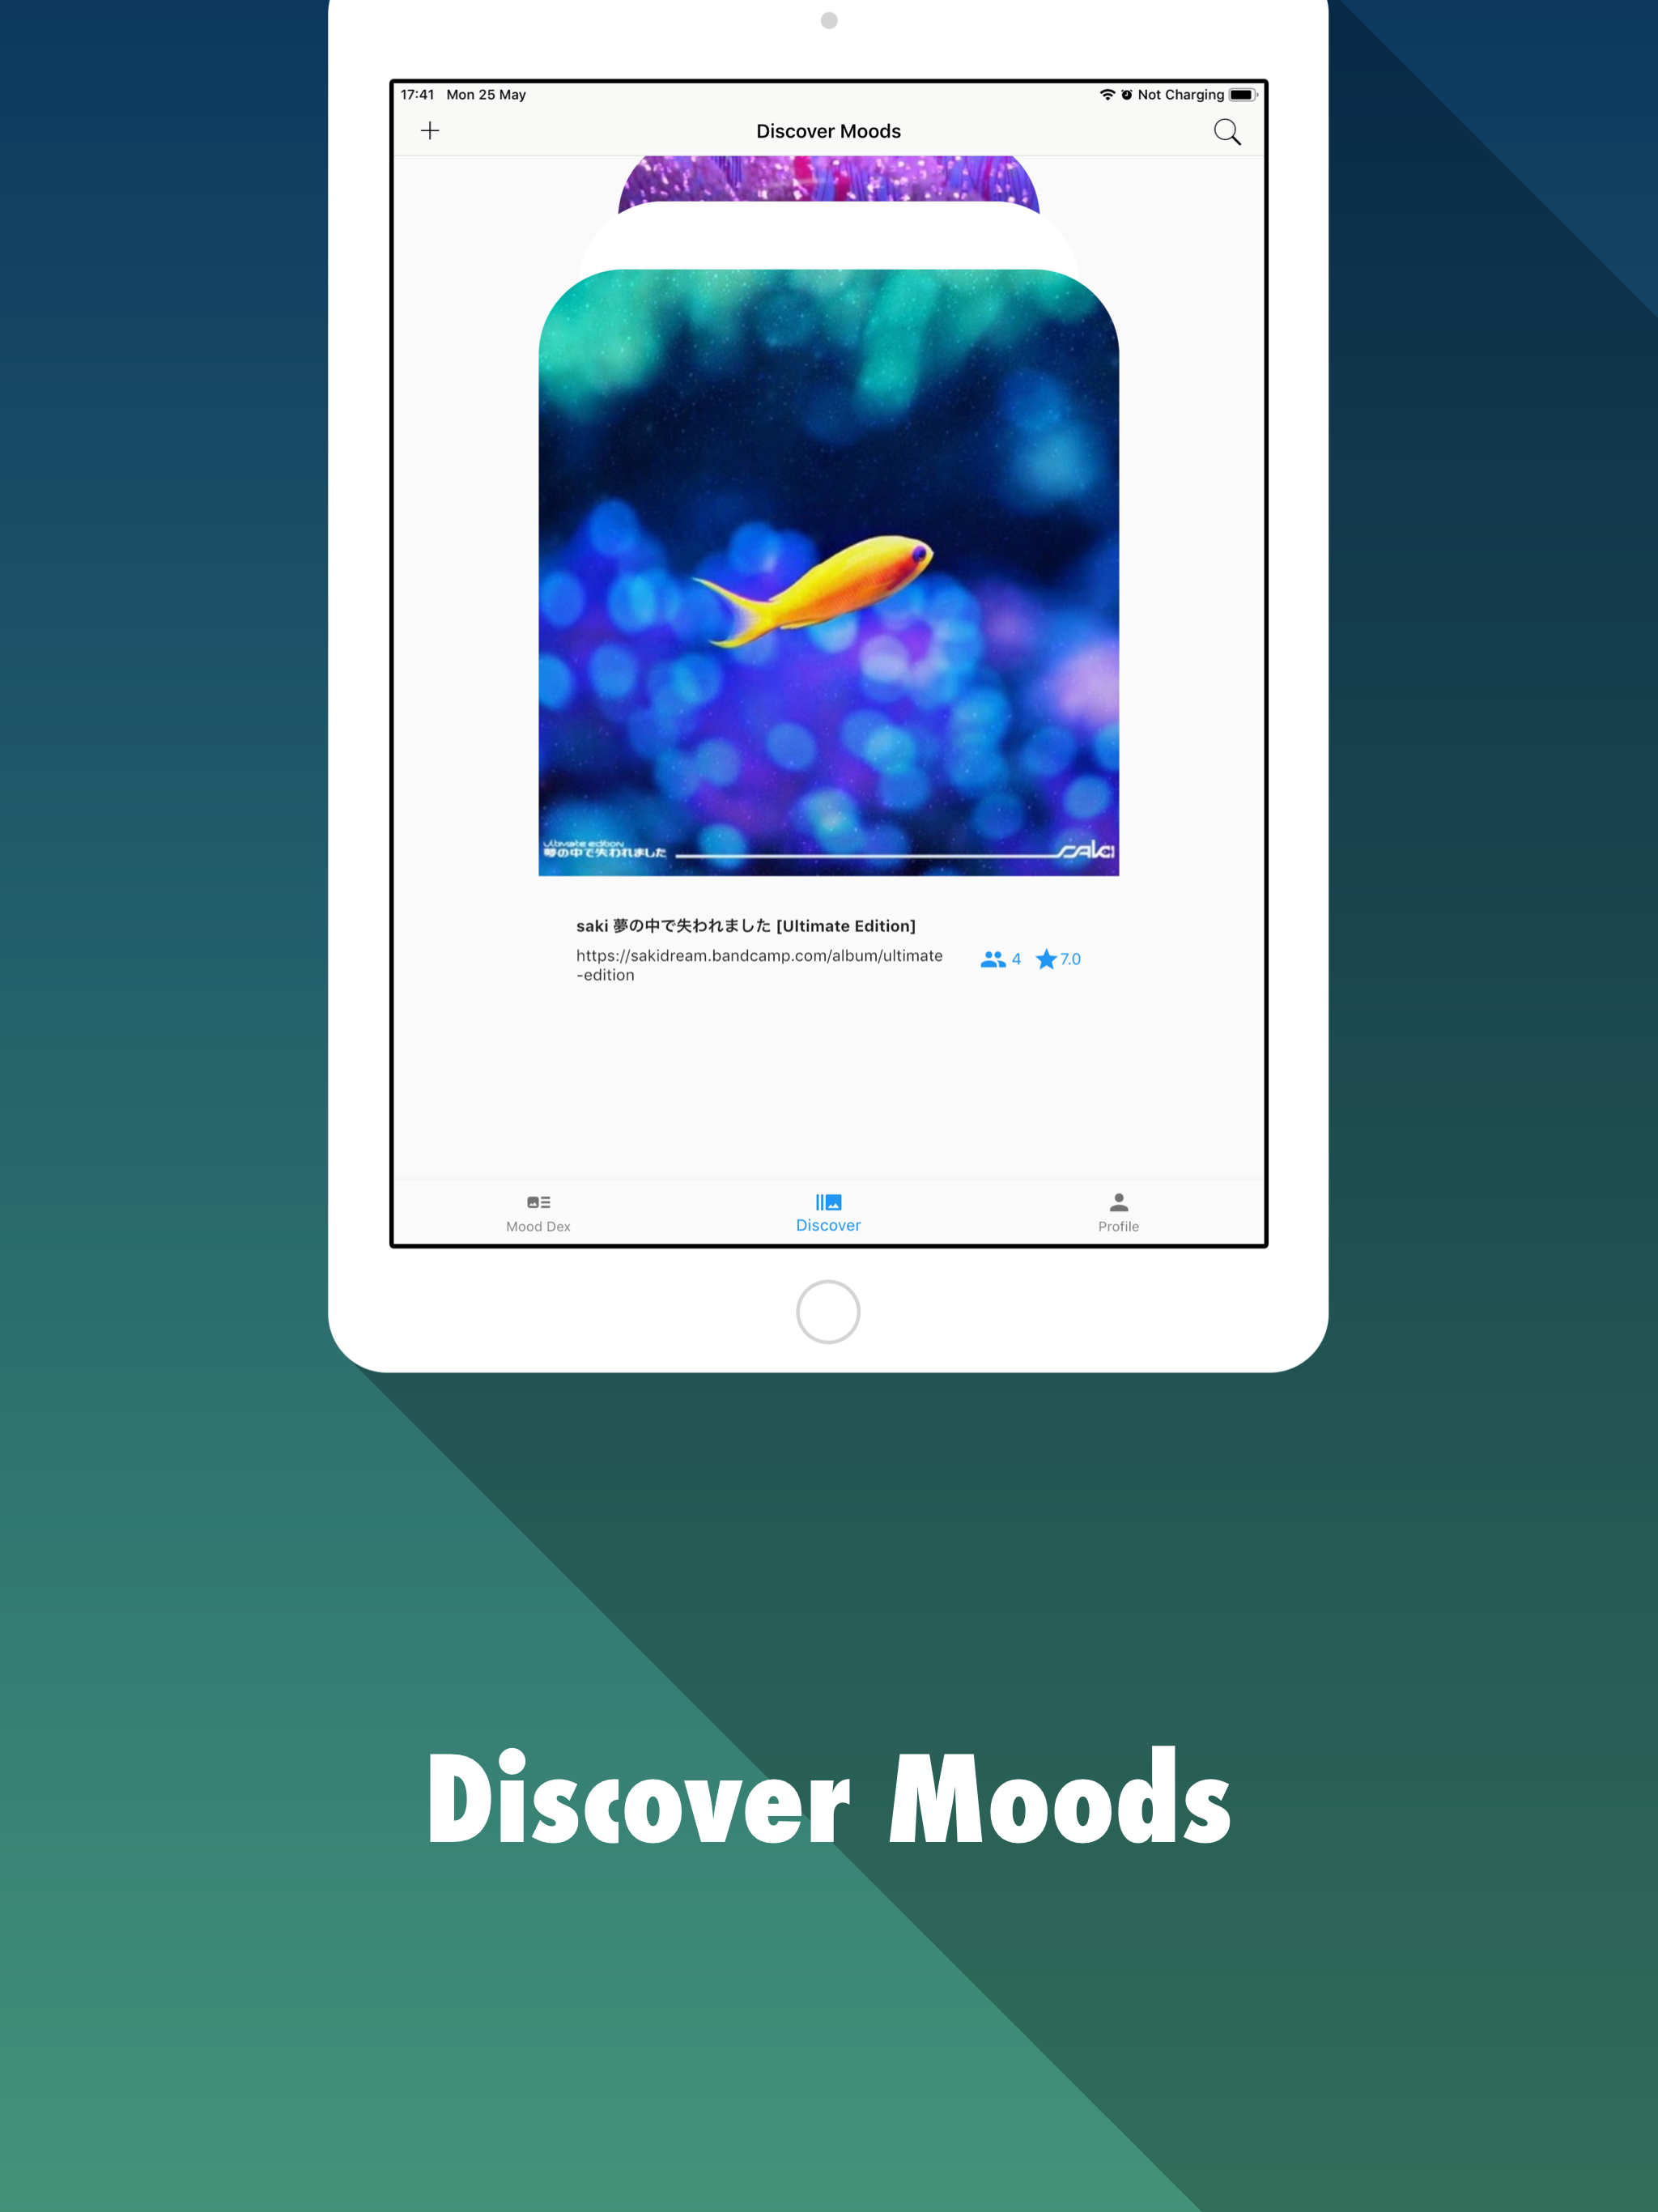 17:41 Mon 25 May Not Charging
Discover Moods
Ultimate edition
夢の中で失われました saki
saki 夢の中で失われました [Ultimate Edition]
https://sakidream.bandcamp.com/album/ultimate
-edition
4 7.0
Mood Dex Discover Profile
Discover Moods